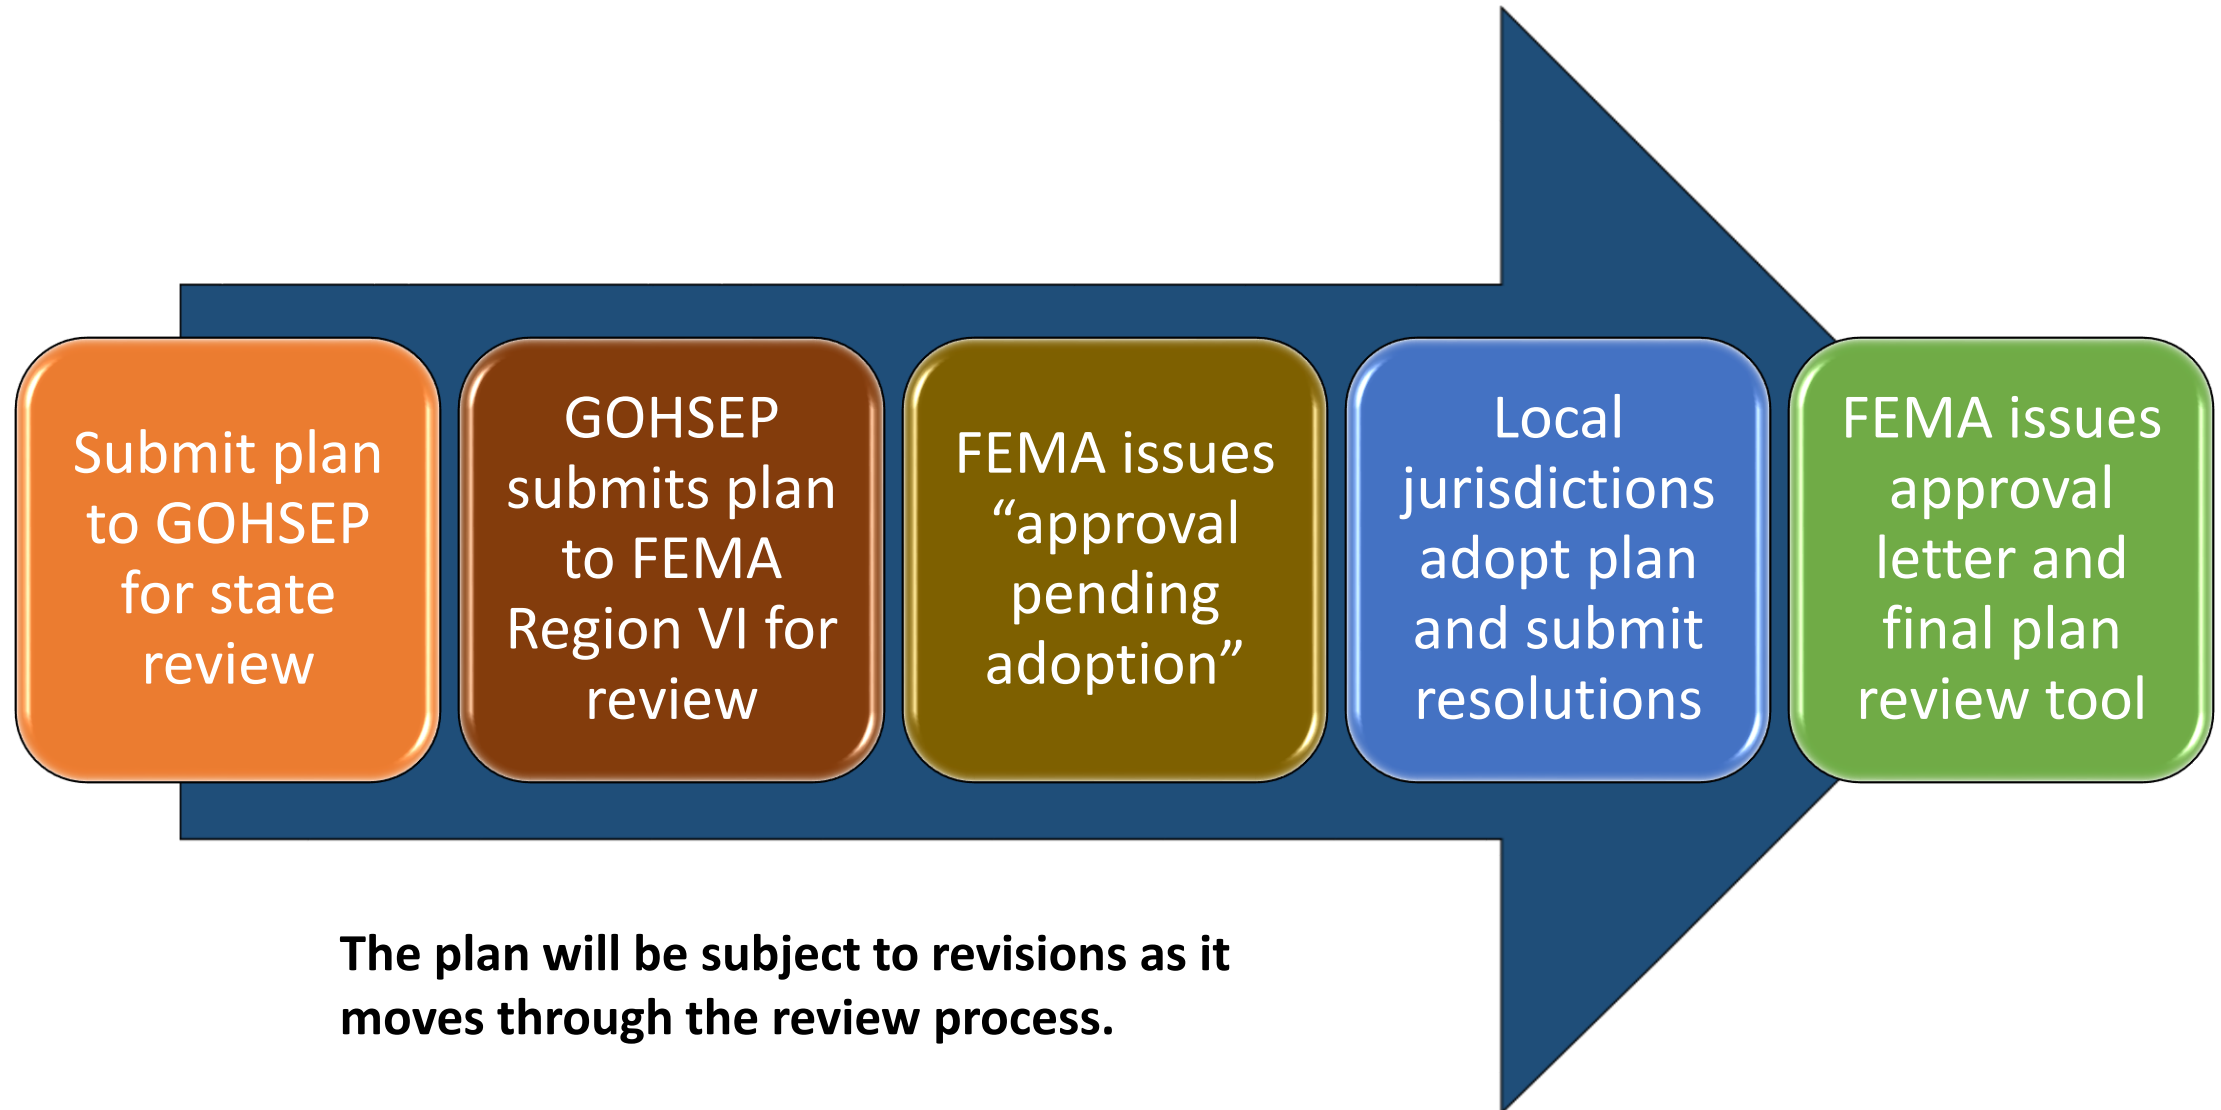 Submit plan
to GOHSEP
for state
review
GOHSEP
submits plan
to FEMA
Region VI for
review
FEMA issues
“approval
pending
adoption”
Local
jurisdictions
adopt plan
and submit
resolutions
FEMA issues
approval
letter and
final plan
review tool
The plan will be subject to revisions as it
moves through the review process.